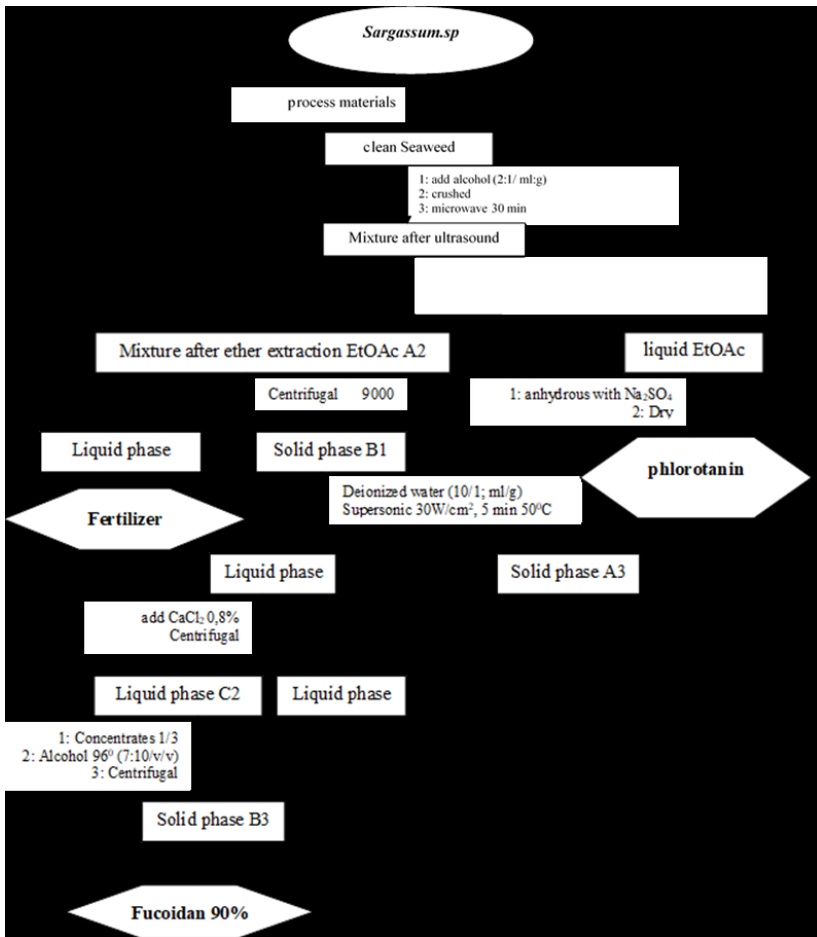 Sargassum.sp
process materials
clean Seaweed
1: add alcohol (2:1/ ml:g)
2: crushed
3: microwave 30 min
Mixture after ultrasound
Mixture after ether extraction EtOAc A2
liquid EtOAc
Centrifugal 9000
1: anhydrous with Na₂SO₄
2: Dry
Liquid phase
Solid phase B1
phlorotanin
Deionized water (10/1; ml/g)
Supersonic 30W/cm², 5 min 50⁰C
Fertilizer
Liquid phase
Solid phase A3
add CaCl₂ 0,8%
Centrifugal
Liquid phase C2
Liquid phase
1: Concentrates 1/3
2: Alcohol 96⁰ (7:10/v/v)
3: Centrifugal
Solid phase B3
Fucoidan 90%